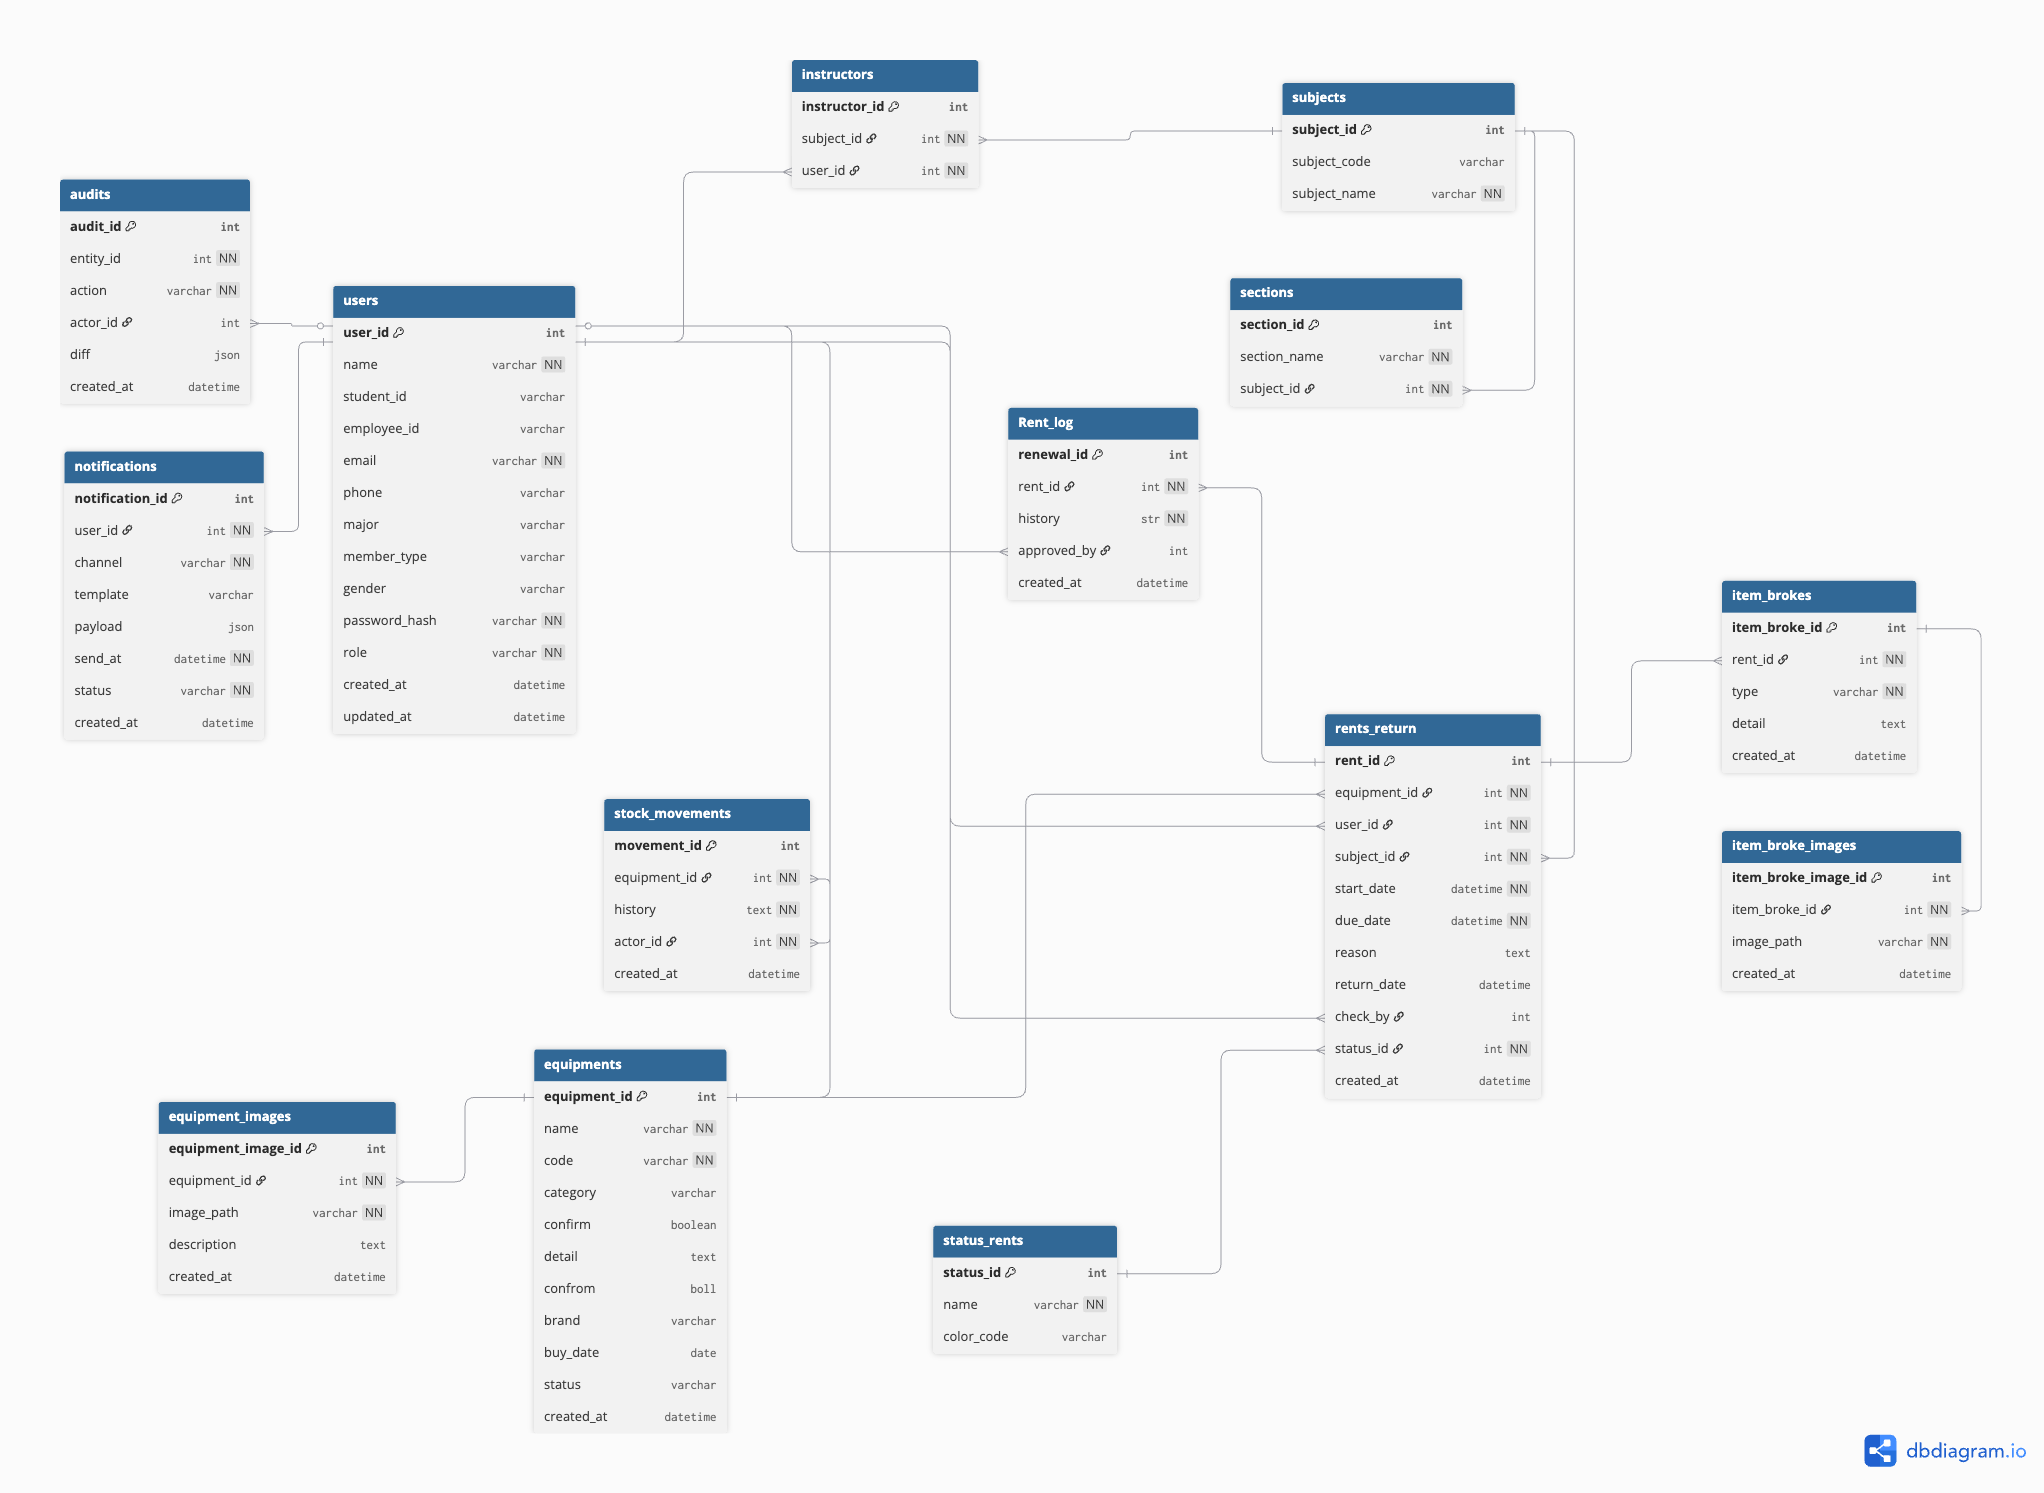 instructors
instructor_id int
subject_id int NN
user_id int NN
subjects
subject_id int
subject_code varchar
subject_name varchar NN
audits
audit_id int
entity_id int NN
action varchar NN
actor_id int
diff json
created_at datetime
users
user_id int
name varchar NN
student_id varchar
employee_id varchar
email varchar NN
phone varchar
major varchar
member_type varchar
gender varchar
password_hash varchar NN
role varchar NN
created_at datetime
updated_at datetime
sections
section_id int
section_name varchar NN
subject_id int NN
Rent_log
renewal_id int
rent_id int NN
history str NN
approved_by int
created_at datetime
notifications
notification_id int
user_id int NN
channel varchar NN
template varchar
payload json
send_at datetime NN
status varchar NN
created_at datetime
item_brokes
item_broke_id int
rent_id int NN
type varchar NN
detail text
created_at datetime
rents_return
rent_id int
equipment_id int NN
user_id int NN
subject_id int NN
start_date datetime NN
due_date datetime NN
reason text
return_date datetime
check_by int
status_id int NN
created_at datetime
stock_movements
movement_id int
equipment_id int NN
history text NN
actor_id int NN
created_at datetime
item_broke_images
item_broke_image_id int
item_broke_id int NN
image_path varchar NN
created_at datetime
equipments
equipment_id int
name varchar NN
code varchar NN
category varchar
confirm boolean
detail text
confrom boll
brand varchar
buy_date date
status varchar
created_at datetime
equipment_images
equipment_image_id int
equipment_id int NN
image_path varchar NN
description text
created_at datetime
status_rents
status_id int
name varchar NN
color_code varchar
dbdiagram.io